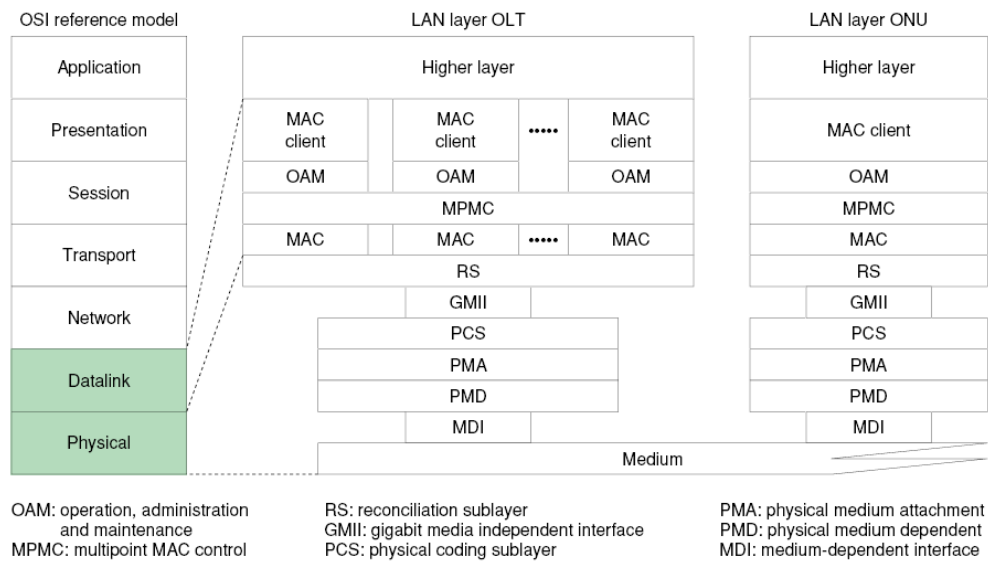 OSI reference model
LAN layer OLT
LAN layer ONU
Application
Presentation
Session
Transport
Network
Datalink
Physical
Higher layer
MAC
client
MAC
client
•••••
MAC
client
OAM
OAM
OAM
MPMC
MAC
MAC
•••••
MAC
RS
GMII
PCS
PMA
PMD
MDI
Medium
Higher layer
MAC client
OAM
MPMC
MAC
RS
GMII
PCS
PMA
PMD
MDI
OAM: operation, administration
and maintenance
MPMC: multipoint MAC control
RS: reconciliation sublayer
GMII: gigabit media independent interface
PCS: physical coding sublayer
PMA: physical medium attachment
PMD: physical medium dependent
MDI: medium-dependent interface